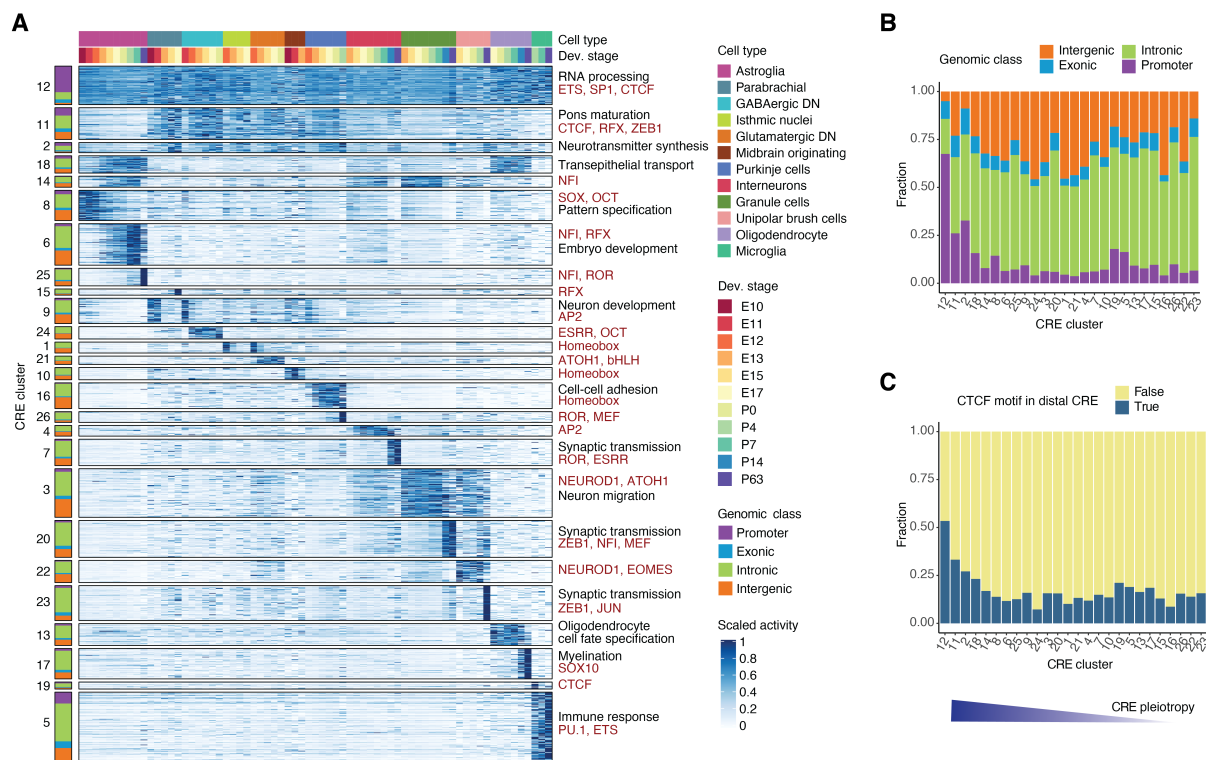 A
Cell type
Dev. stage
CRE cluster
12
RNA processing
ETS, SP1, CTCF
11
Pons maturation
CTCF, RFX, ZEB1
2
Neurotransmitter synthesis
18
Transepithelial transport
14
NFI
8
SOX, OCT
Pattern specification
6
NFI, RFX
Embryo development
25
NFI, ROR
15
RFX
9
Neuron development
AP2
24
ESRR, OCT
1
Homeobox
21
ATOH1, bHLH
10
Homeobox
16
Cell-cell adhesion
Homeobox
26
ROR, MEF
4
AP2
7
Synaptic transmission
ROR, ESRR
3
NEUROD1, ATOH1
Neuron migration
20
Synaptic transmission
ZEB1, NFI, MEF
22
NEUROD1, EOMES
23
Synaptic transmission
ZEB1, JUN
13
Oligodendrocyte
cell fate specification
17
Myelination
SOX10
19
CTCF
5
Immune response
PU.1, ETS
Cell type
Astroglia
Parabrachial
GABAergic DN
Isthmic nuclei
Glutamatergic DN
Midbrain originating
Purkinje cells
Interneurons
Granule cells
Unipolar brush cells
Oligodendrocyte
Microglia
Dev. stage
E10
E11
E12
E13
E15
E17
P0
P4
P7
P14
P63
Genomic class
Promoter
Exonic
Intronic
Intergenic
Scaled activity
1
0.8
0.6
0.4
0.2
0
B
Genomic class
Intergenic
Intronic
Exonic
Promoter
Fraction
1.00
0.75
0.50
0.25
0.00
CRE cluster
C
CTCF motif in distal CRE
False
True
Fraction
1.00
0.75
0.50
0.25
0.00
CRE cluster
CRE pleiotropy